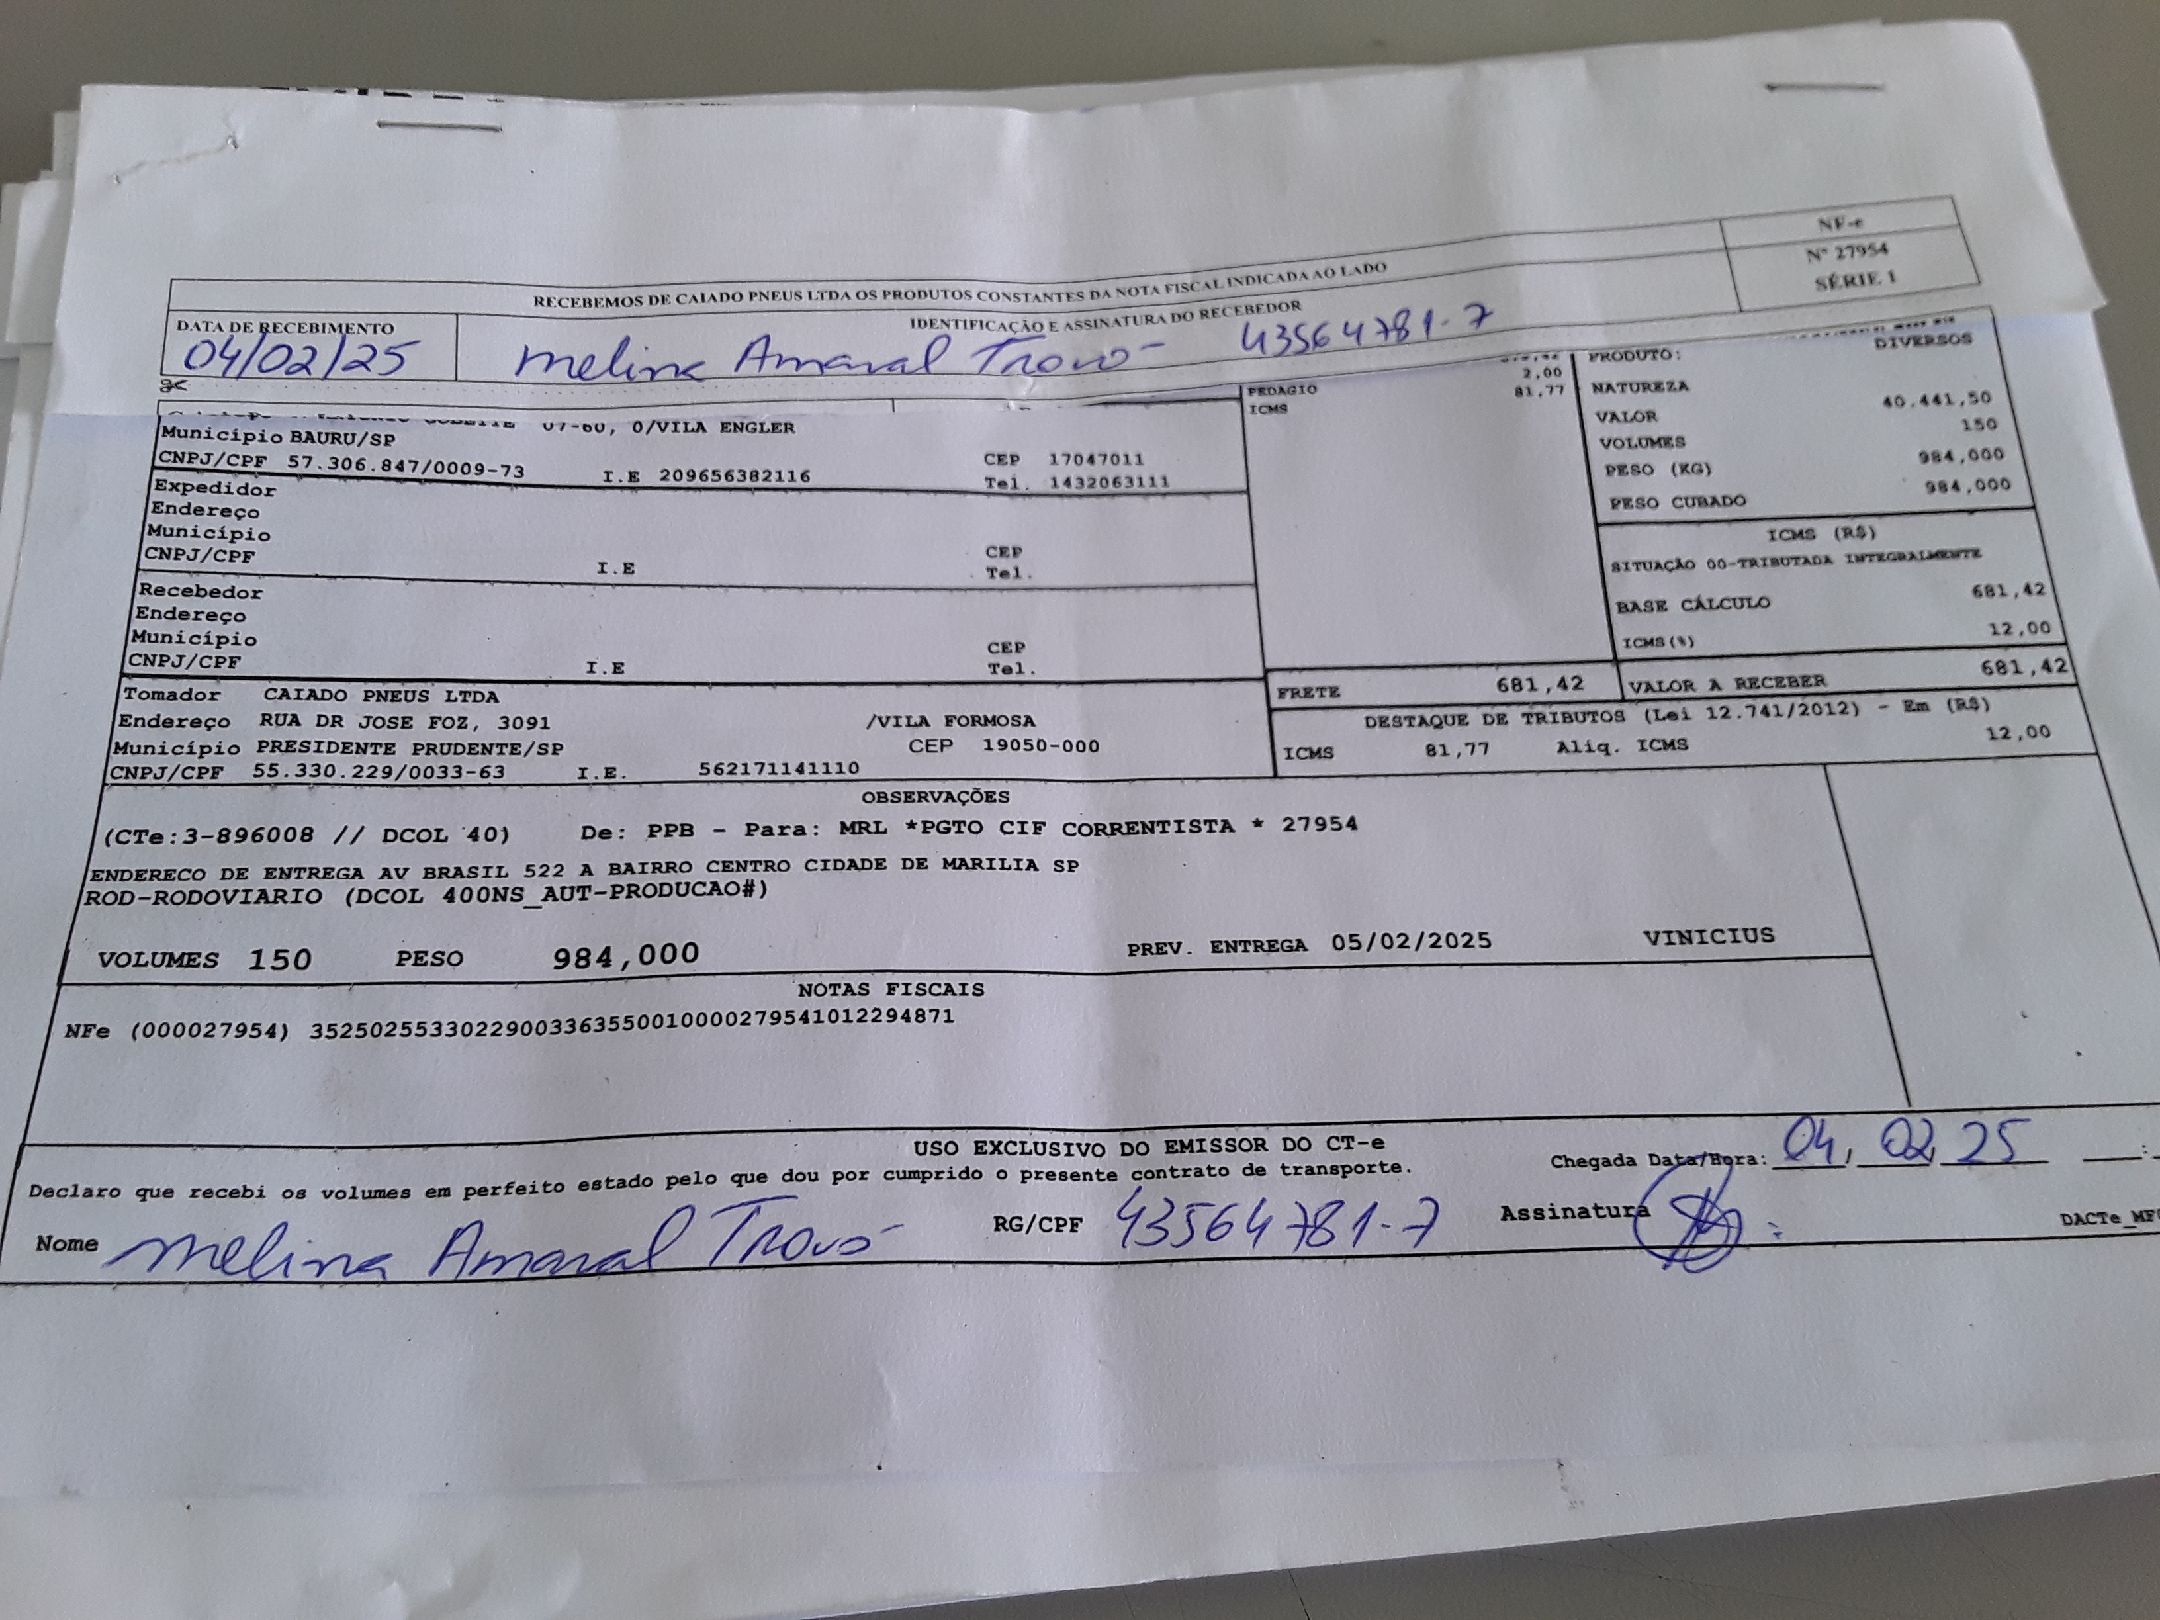 NF-e
Nº 27954
SÉRIE 1
RECEBEMOS DE CAIADO PNEUS LTDA OS PRODUTOS CONSTANTES DA NOTA FISCAL INDICADA AO LADO
DATA DE RECEBIMENTO
04/02/25
IDENTIFICAÇÃO E ASSINATURA DO RECEBEDOR
Melina Amaral Trovó 43564781-7
07-60, 0/VILA ENGLER
Município BAURU/SP
CEP 17047011
CNPJ/CPF 57.306.847/0009-73 I.E 209656382116 Tel. 1432063111
Expedidor
Endereço
Município
CEP
CNPJ/CPF I.E Tel.
Recebedor
Endereço
Município
CEP
CNPJ/CPF I.E Tel.
Tomador CAIADO PNEUS LTDA
Endereço RUA DR JOSE FOZ, 3091 /VILA FORMOSA
Município PRESIDENTE PRUDENTE/SP CEP 19050-000
CNPJ/CPF 55.330.229/0033-63 I.E. 562171141110
2,00
PEDAGIO 81,77
ICMS
FRETE 681,42
PRODUTO: DIVERSOS
NATUREZA
VALOR 40.441,50
VOLUMES 150
PESO (KG) 984,000
PESO CUBADO 984,000
ICMS (R$)
SITUAÇÃO 00-TRIBUTADA INTEGRALMENTE
BASE CÁLCULO 681,42
ICMS(%) 12,00
VALOR A RECEBER 681,42
DESTAQUE DE TRIBUTOS (Lei 12.741/2012) - Em (R$)
ICMS 81,77 Aliq. ICMS 12,00
OBSERVAÇÕES
(CTe:3-896008 // DCOL 40) De: PPB - Para: MRL *PGTO CIF CORRENTISTA * 27954
ENDERECO DE ENTREGA AV BRASIL 522 A BAIRRO CENTRO CIDADE DE MARILIA SP
ROD-RODOVIARIO (DCOL 400NS_AUT-PRODUCAO#)
VOLUMES 150 PESO 984,000 PREV. ENTREGA 05/02/2025 VINICIUS
NOTAS FISCAIS
NFe (000027954) 35250255330229003363550010000279541012294871
USO EXCLUSIVO DO EMISSOR DO CT-e
Declaro que recebi os volumes em perfeito estado pelo que dou por cumprido o presente contrato de transporte.
Chegada Data/Hora: 04, 02, 25
Nome Melina Amaral Trovó RG/CPF 43564781-7 Assinatura